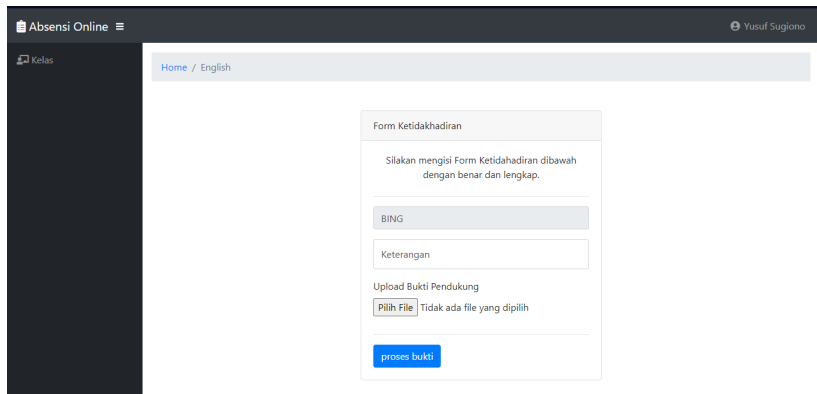 Absensi Online
Yusuf Sugiono
Kelas
Home / English
Form Ketidakhadiran
Silakan mengisi Form Ketidahadiran dibawah
dengan benar dan lengkap.
BING
Keterangan
Upload Bukti Pendukung
Pilih File Tidak ada file yang dipilih
proses bukti